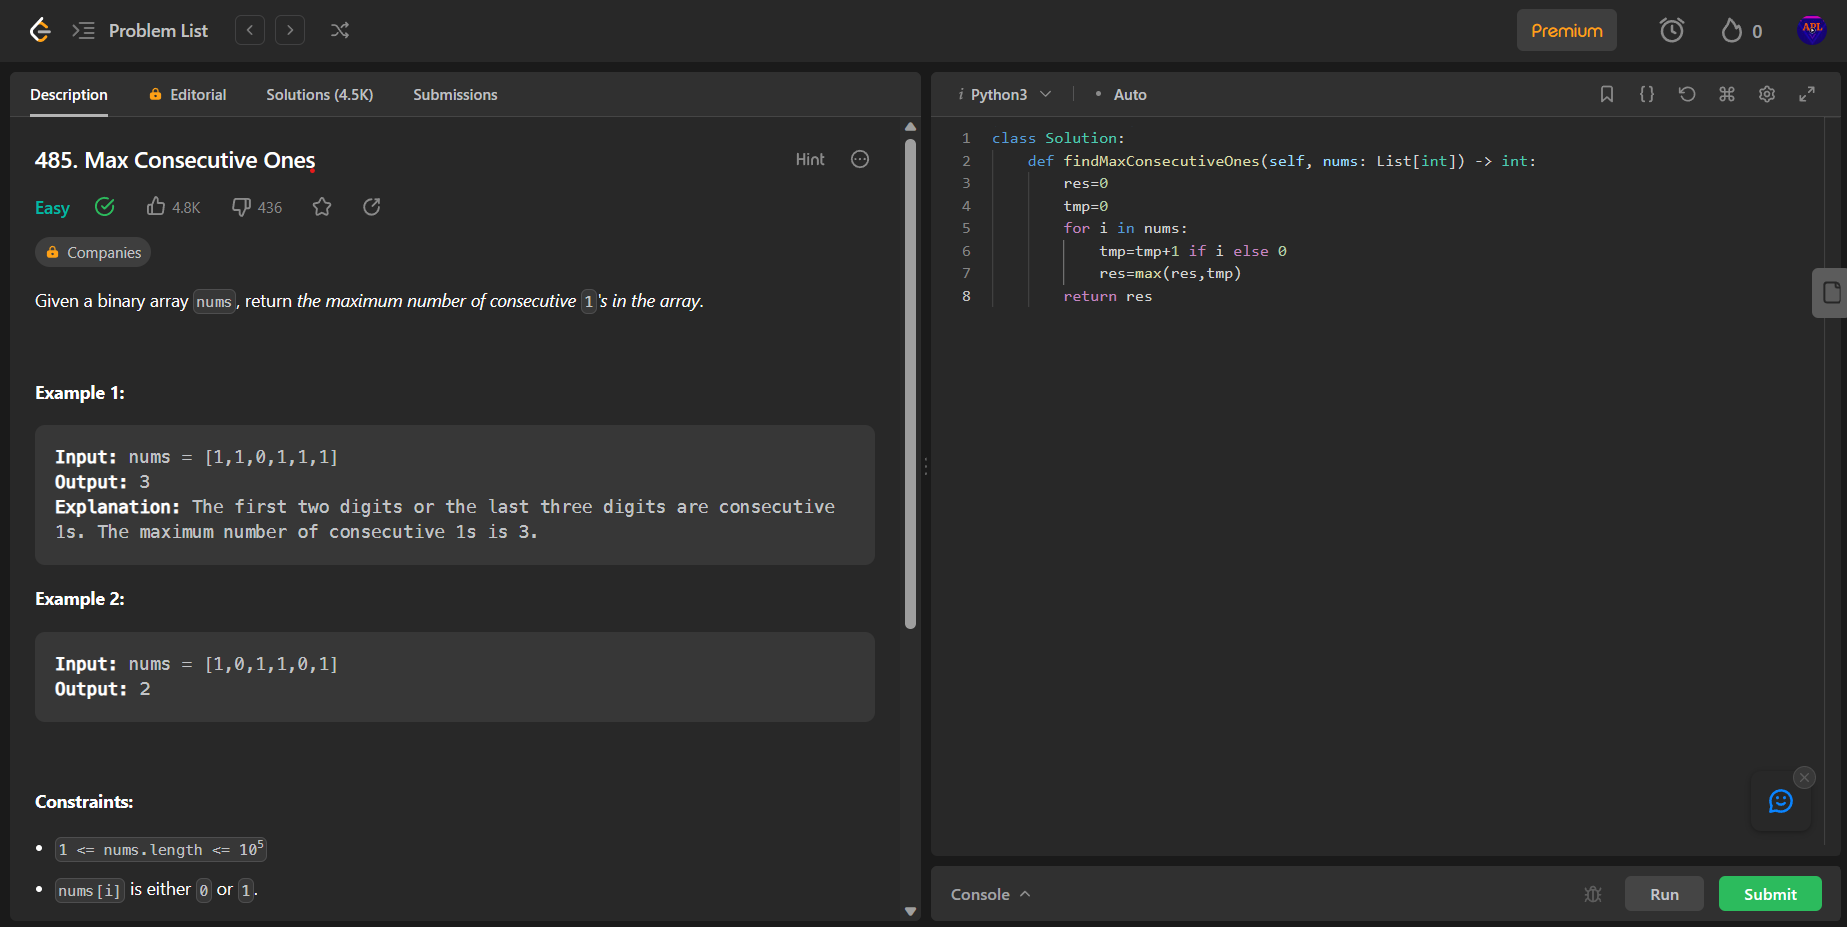 Problem List
Premium
0
APL
Description
Editorial
Solutions (4.5K)
Submissions
485. Max Consecutive Ones
Hint
Easy
4.8K
436
Companies
Given a binary array nums, return the maximum number of consecutive 1's in the array.
Example 1:
Input: nums = [1,1,0,1,1,1]
Output: 3
Explanation: The first two digits or the last three digits are consecutive
1s. The maximum number of consecutive 1s is 3.
Example 2:
Input: nums = [1,0,1,1,0,1]
Output: 2
Constraints:
• 1 <= nums.length <= 10⁵
• nums[i] is either 0 or 1.
i Python3
• Auto
{}
1 class Solution:
2 def findMaxConsecutiveOnes(self, nums: List[int]) -> int:
3 res=0
4 tmp=0
5 for i in nums:
6 tmp=tmp+1 if i else 0
7 res=max(res,tmp)
8 return res
Console
Run
Submit